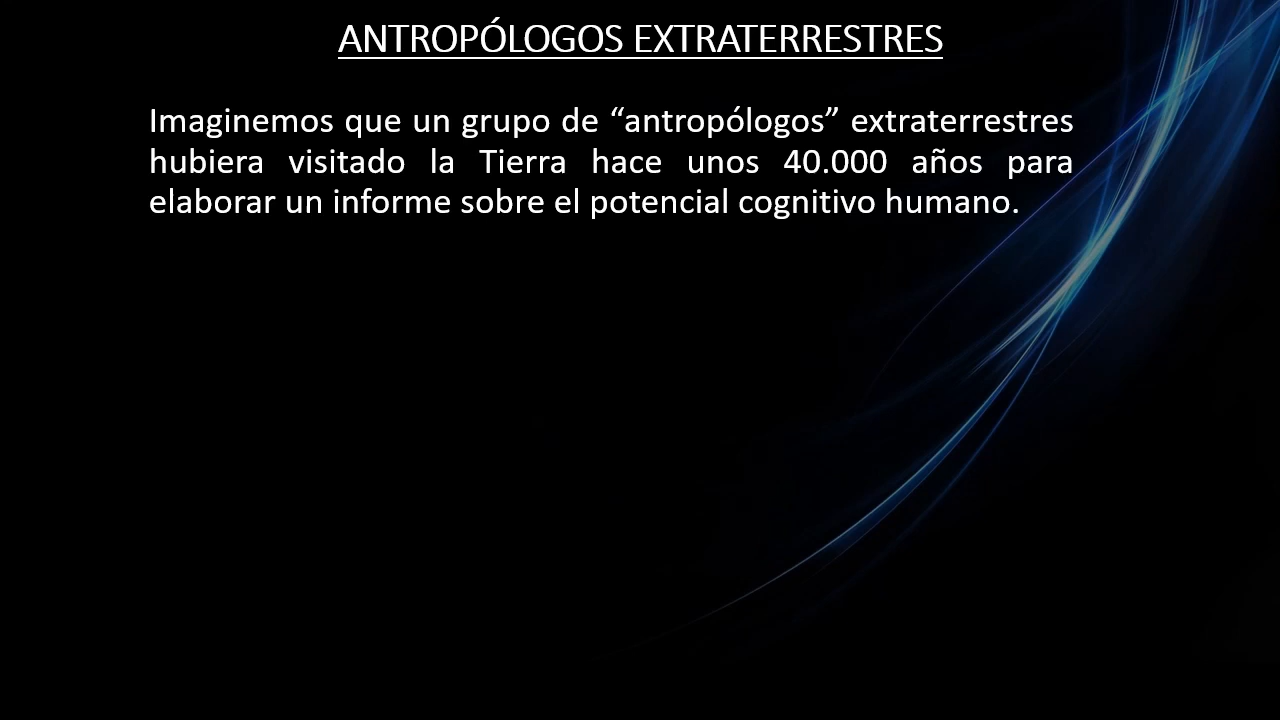 ANTROPÓLOGOS EXTRATERRESTRES
Imaginemos que un grupo de “antropólogos” extraterrestres
hubiera visitado la Tierra hace unos 40.000 años para
elaborar un informe sobre el potencial cognitivo humano.